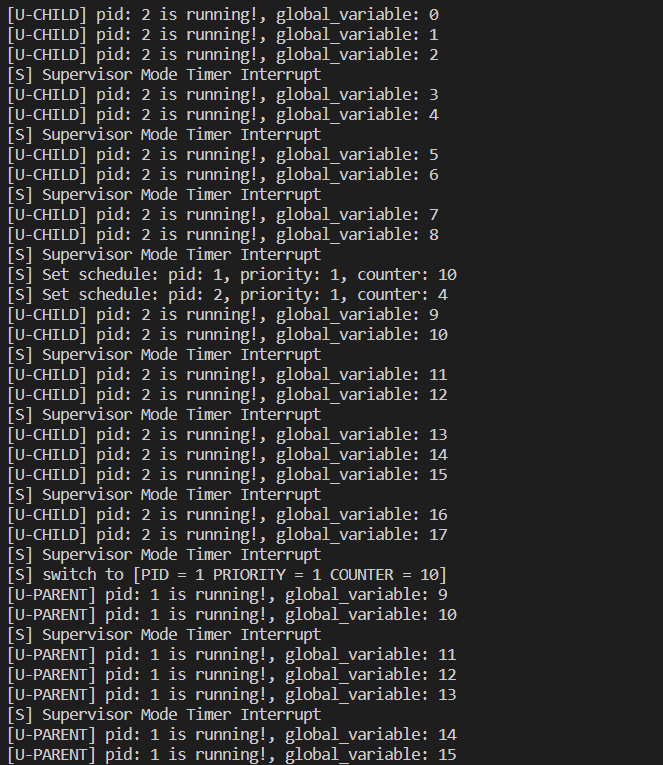 [U-CHILD] pid: 2 is running!, global_variable: 0
[U-CHILD] pid: 2 is running!, global_variable: 1
[U-CHILD] pid: 2 is running!, global_variable: 2
[S] Supervisor Mode Timer Interrupt
[U-CHILD] pid: 2 is running!, global_variable: 3
[U-CHILD] pid: 2 is running!, global_variable: 4
[S] Supervisor Mode Timer Interrupt
[U-CHILD] pid: 2 is running!, global_variable: 5
[U-CHILD] pid: 2 is running!, global_variable: 6
[S] Supervisor Mode Timer Interrupt
[U-CHILD] pid: 2 is running!, global_variable: 7
[U-CHILD] pid: 2 is running!, global_variable: 8
[S] Supervisor Mode Timer Interrupt
[S] Set schedule: pid: 1, priority: 1, counter: 10
[S] Set schedule: pid: 2, priority: 1, counter: 4
[U-CHILD] pid: 2 is running!, global_variable: 9
[U-CHILD] pid: 2 is running!, global_variable: 10
[S] Supervisor Mode Timer Interrupt
[U-CHILD] pid: 2 is running!, global_variable: 11
[U-CHILD] pid: 2 is running!, global_variable: 12
[S] Supervisor Mode Timer Interrupt
[U-CHILD] pid: 2 is running!, global_variable: 13
[U-CHILD] pid: 2 is running!, global_variable: 14
[U-CHILD] pid: 2 is running!, global_variable: 15
[S] Supervisor Mode Timer Interrupt
[U-CHILD] pid: 2 is running!, global_variable: 16
[U-CHILD] pid: 2 is running!, global_variable: 17
[S] Supervisor Mode Timer Interrupt
[S] switch to [PID = 1 PRIORITY = 1 COUNTER = 10]
[U-PARENT] pid: 1 is running!, global_variable: 9
[U-PARENT] pid: 1 is running!, global_variable: 10
[S] Supervisor Mode Timer Interrupt
[U-PARENT] pid: 1 is running!, global_variable: 11
[U-PARENT] pid: 1 is running!, global_variable: 12
[U-PARENT] pid: 1 is running!, global_variable: 13
[S] Supervisor Mode Timer Interrupt
[U-PARENT] pid: 1 is running!, global_variable: 14
[U-PARENT] pid: 1 is running!, global_variable: 15